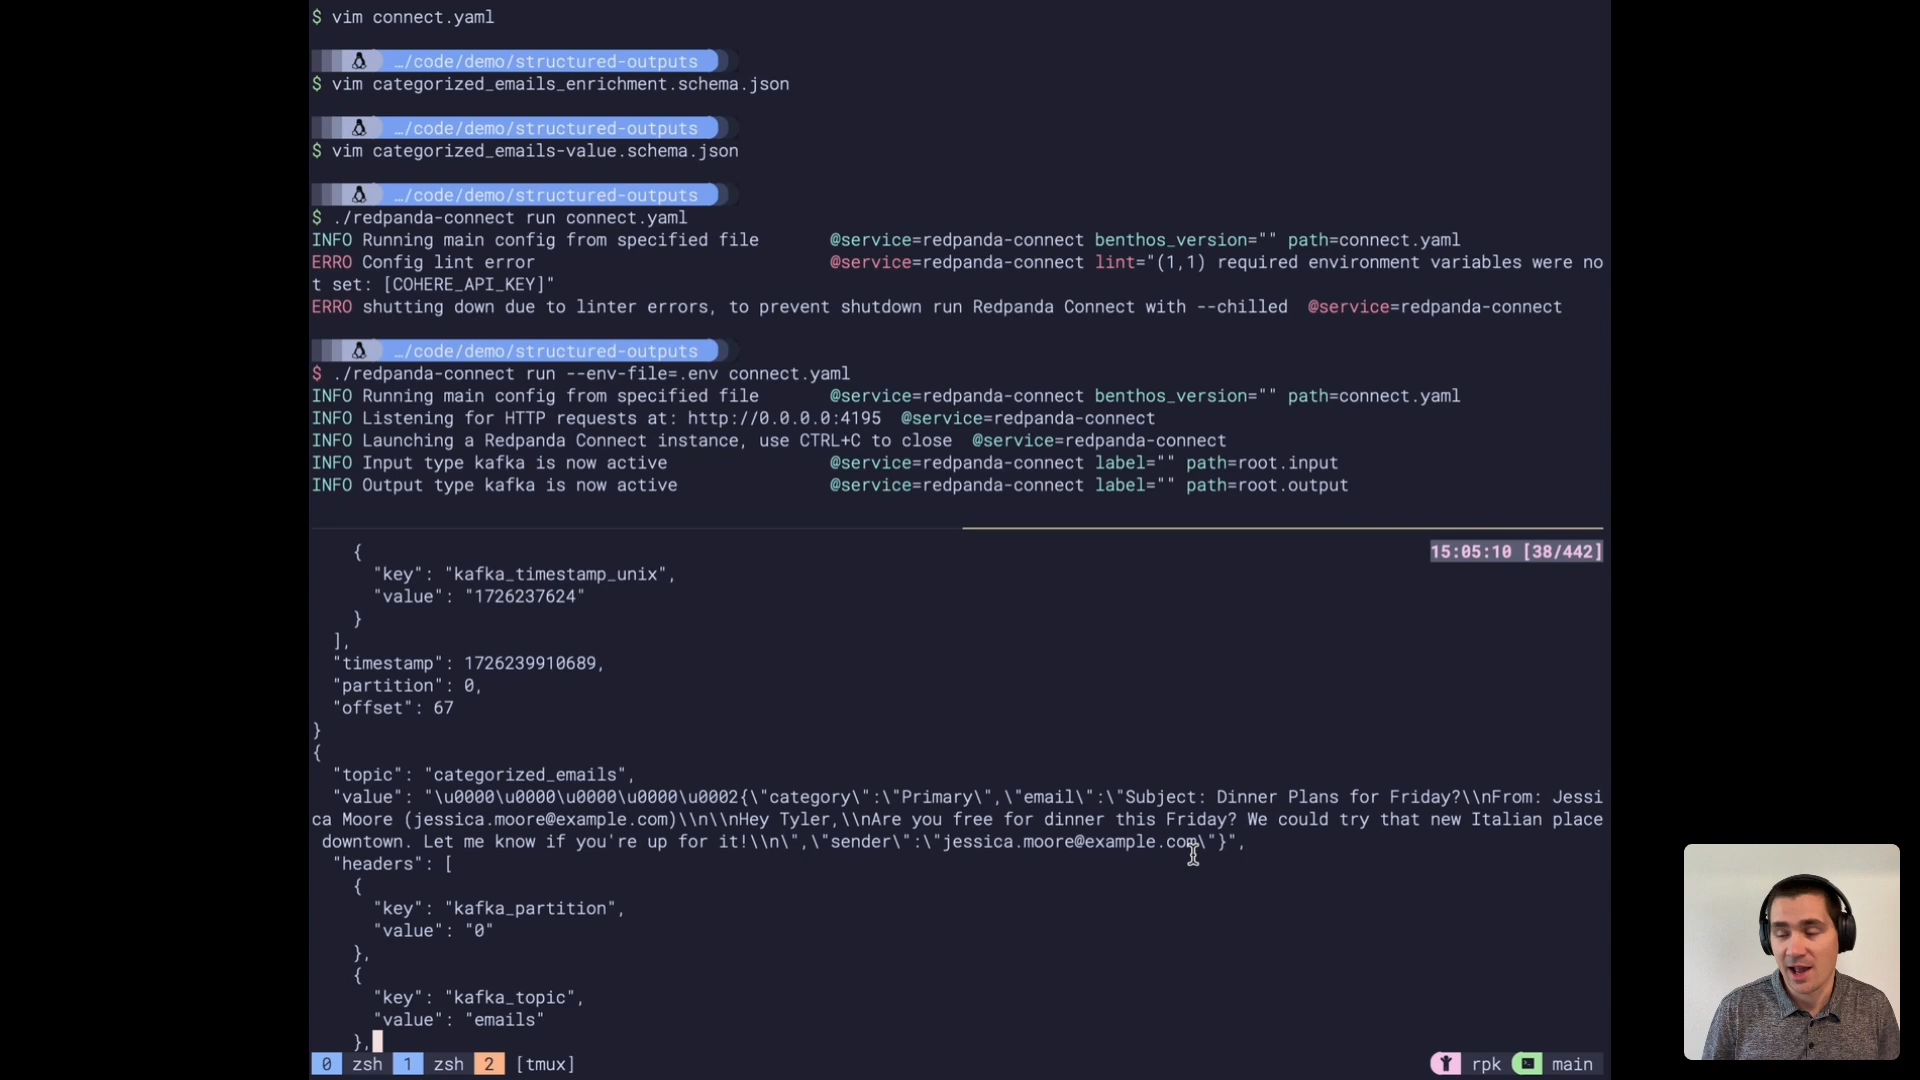 $ vim connect.yaml
…/code/demo/structured-outputs
$ vim categorized_emails_enrichment.schema.json
…/code/demo/structured-outputs
$ vim categorized_emails-value.schema.json
…/code/demo/structured-outputs
$ ./redpanda-connect run connect.yaml
INFO Running main config from specified file       @service=redpanda-connect benthos_version="" path=connect.yaml
ERRO Config lint error                             @service=redpanda-connect lint="(1,1) required environment variables were no
t set: [COHERE_API_KEY]"
ERRO shutting down due to linter errors, to prevent shutdown run Redpanda Connect with --chilled  @service=redpanda-connect
…/code/demo/structured-outputs
$ ./redpanda-connect run --env-file=.env connect.yaml
INFO Running main config from specified file       @service=redpanda-connect benthos_version="" path=connect.yaml
INFO Listening for HTTP requests at: http://0.0.0.0:4195  @service=redpanda-connect
INFO Launching a Redpanda Connect instance, use CTRL+C to close  @service=redpanda-connect
INFO Input type kafka is now active                @service=redpanda-connect label="" path=root.input
INFO Output type kafka is now active               @service=redpanda-connect label="" path=root.output
{ 15:05:10 [38/442]
"key": "kafka_timestamp_unix",
"value": "1726237624"
}
],
"timestamp": 1726239910689,
"partition": 0,
"offset": 67
}
{
"topic": "categorized_emails",
"value": "\u0000\u0000\u0000\u0000\u0002{\"category\":\"Primary\",\"email\":\"Subject: Dinner Plans for Friday?\\nFrom: Jessi
ca Moore (jessica.moore@example.com)\\n\\nHey Tyler,\\nAre you free for dinner this Friday? We could try that new Italian place
downtown. Let me know if you're up for it!\\n\",\"sender\":\"jessica.moore@example.com\"}",
"headers": [
{
"key": "kafka_partition",
"value": "0"
},
{
"key": "kafka_topic",
"value": "emails"
},
0 zsh 1 zsh 2 [tmux] rpk main